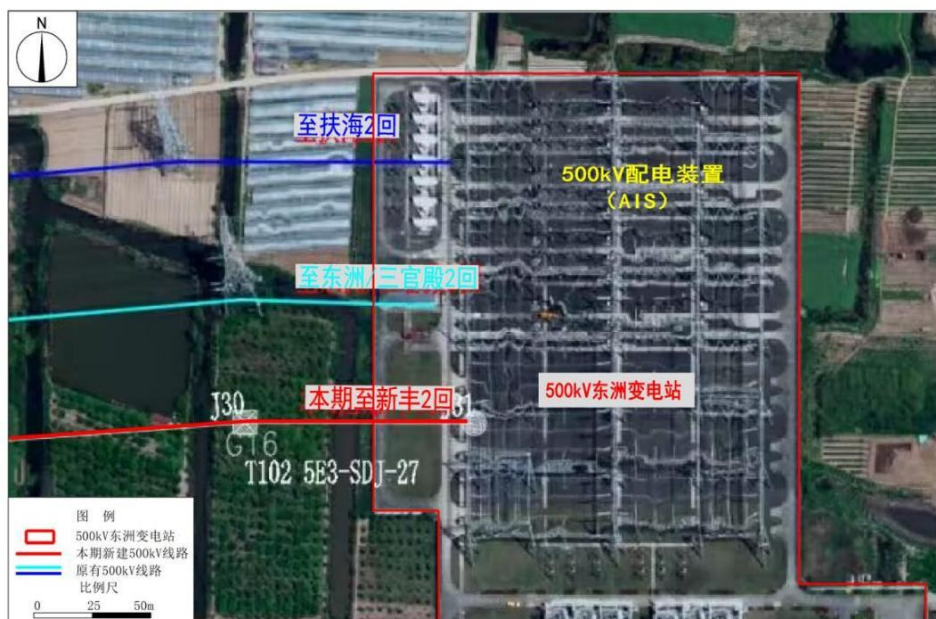 N
至扶海2回
500kV配电装置
（AIS）
至东洲/三官殿2回
本期至新丰2回
500kV东洲变电站
J30
J31
GT6
T102 5E3-SDJ-27
图 例
500kV东洲变电站
本期新建500kV线路
原有500kV线路
比例尺
0 25 50m